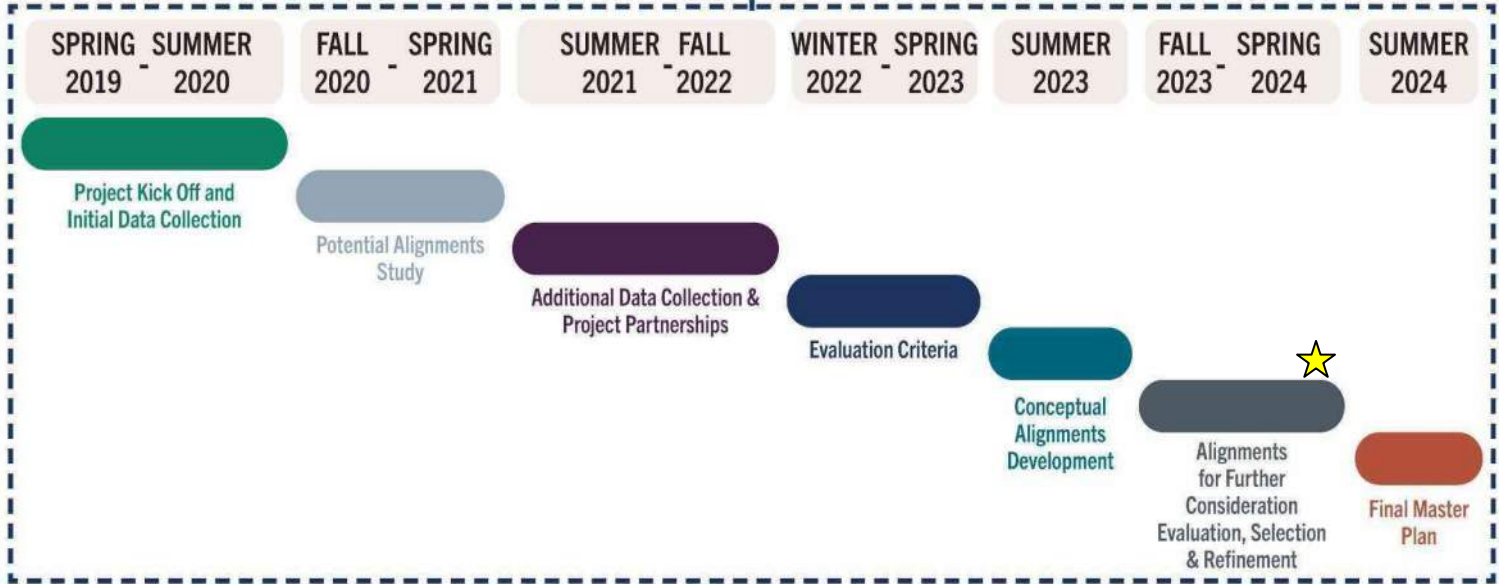 SPRING - SUMMER
2019 2020
FALL - SPRING
2020 2021
SUMMER - FALL
2021 2022
WINTER - SPRING
2022 2023
SUMMER
2023
FALL - SPRING
2023 2024
SUMMER
2024
Project Kick Off and
Initial Data Collection
Potential Alignments
Study
Additional Data Collection &
Project Partnerships
Evaluation Criteria
Conceptual
Alignments
Development
Alignments
for Further
Consideration
Evaluation, Selection
& Refinement
Final Master
Plan